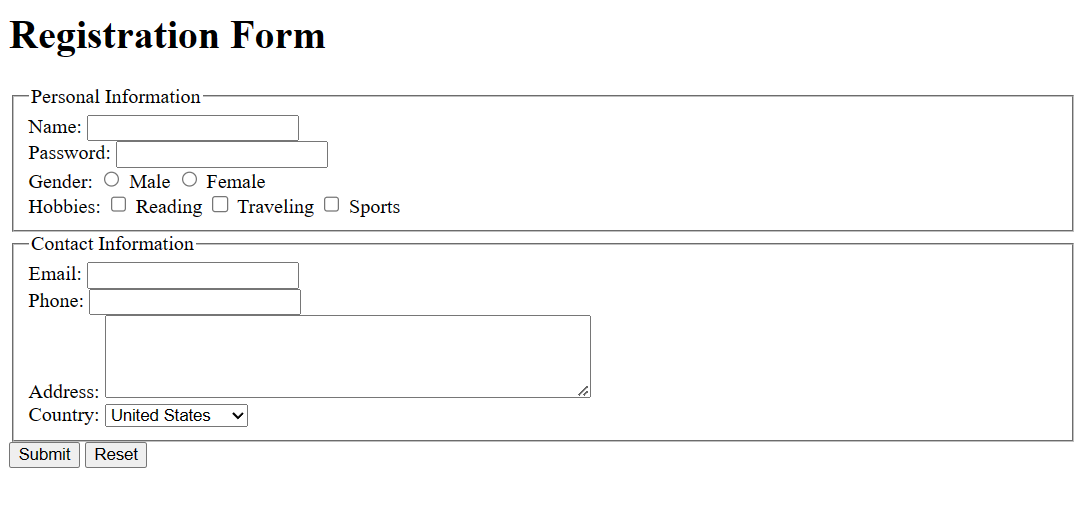 Registration Form
Personal Information
Name:
Password:
Gender: Male Female
Hobbies: Reading Traveling Sports
Contact Information
Email:
Phone:
Address:
Country: United States
Submit Reset